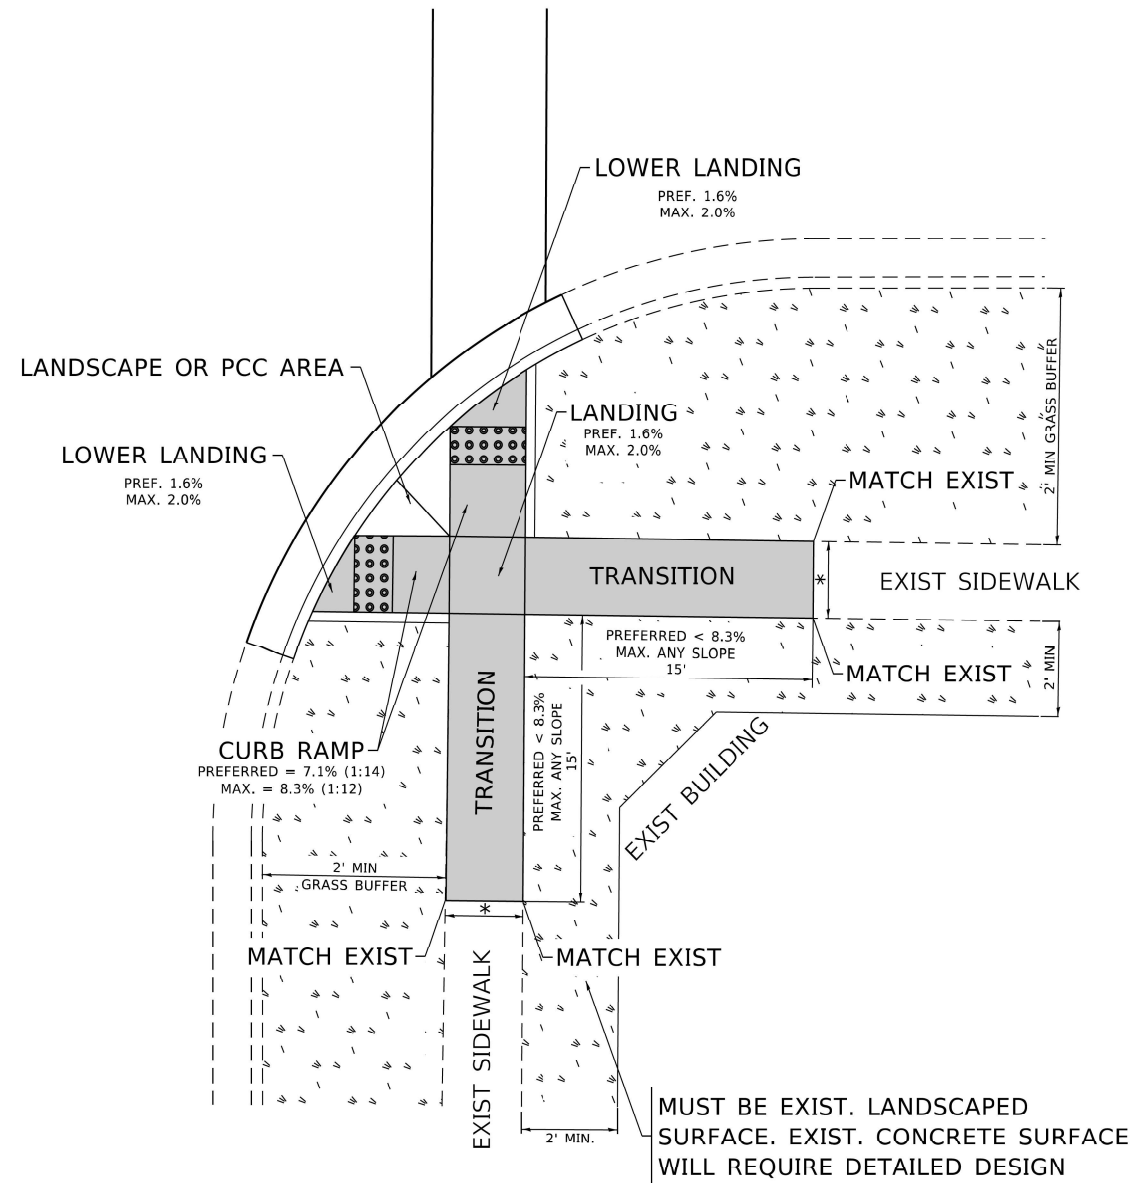 LOWER LANDING
PREF. 1.6%
MAX. 2.0%
LANDSCAPE OR PCC AREA
LANDING
PREF. 1.6%
MAX. 2.0%
LOWER LANDING
PREF. 1.6%
MAX. 2.0%
2' MIN GRASS BUFFER
MATCH EXIST
TRANSITION
*
EXIST SIDEWALK
PREFERRED < 8.3%
MAX. ANY SLOPE
15'
MATCH EXIST
2' MIN
TRANSITION
PREFERRED < 8.3%
MAX. ANY SLOPE
15'
CURB RAMP
PREFERRED = 7.1% (1:14)
MAX. = 8.3% (1:12)
EXIST BUILDING
2' MIN
GRASS BUFFER
*
MATCH EXIST
MATCH EXIST
EXIST SIDEWALK
2' MIN.
MUST BE EXIST. LANDSCAPED
SURFACE. EXIST. CONCRETE SURFACE
WILL REQUIRE DETAILED DESIGN